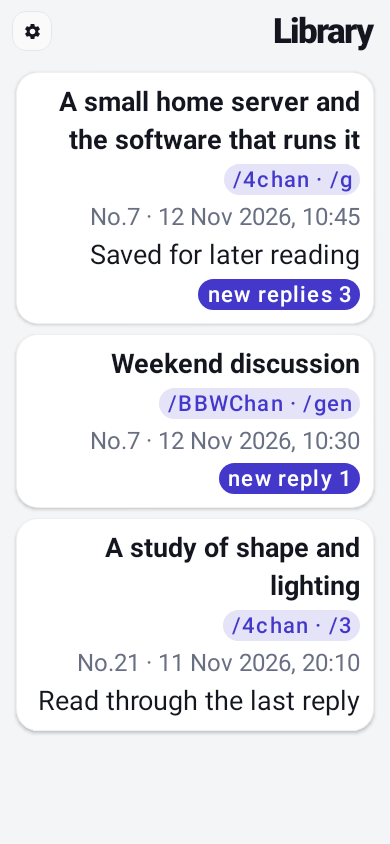 Library
A small home server and
the software that runs it
/4chan · /g
No.7 · 12 Nov 2026, 10:45
Saved for later reading
new replies 3
Weekend discussion
/BBWChan · /gen
No.7 · 12 Nov 2026, 10:30
new reply 1
A study of shape and
lighting
/4chan · /3
No.21 · 11 Nov 2026, 20:10
Read through the last reply